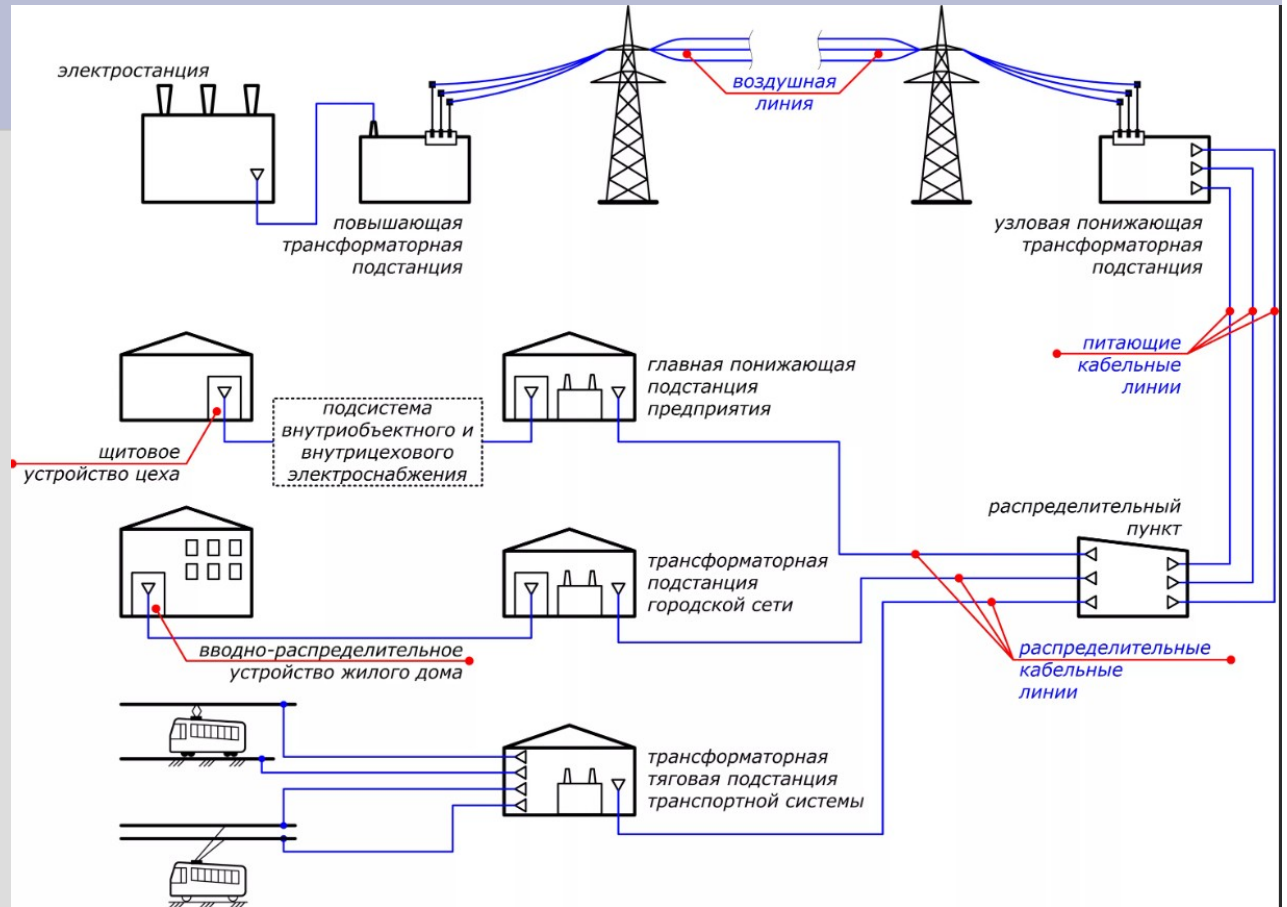 электростанция
воздушная
линия
повышающая
трансформаторная
подстанция
узловая понижающая
трансформаторная
подстанция
питающие
кабельные
линии
главная понижающая
подстанция
предприятия
подсистема
внутриобъектного и
внутрицехового
электроснабжения
щитовое
устройство цеха
распределительный
пункт
трансформаторная
подстанция
городской сети
вводно-распределительное
устройство жилого дома
распределительные
кабельные
линии
трансформаторная
тяговая подстанция
транспортной системы